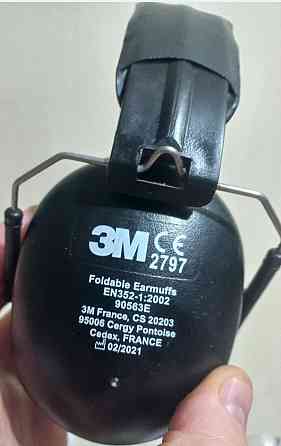 3M CE
2797
Foldable Earmuffs
EN352-1:2002
90563E
3M France, CS 20203
95006 Cergy Pontoise
Cedax, FRANCE
02/2021